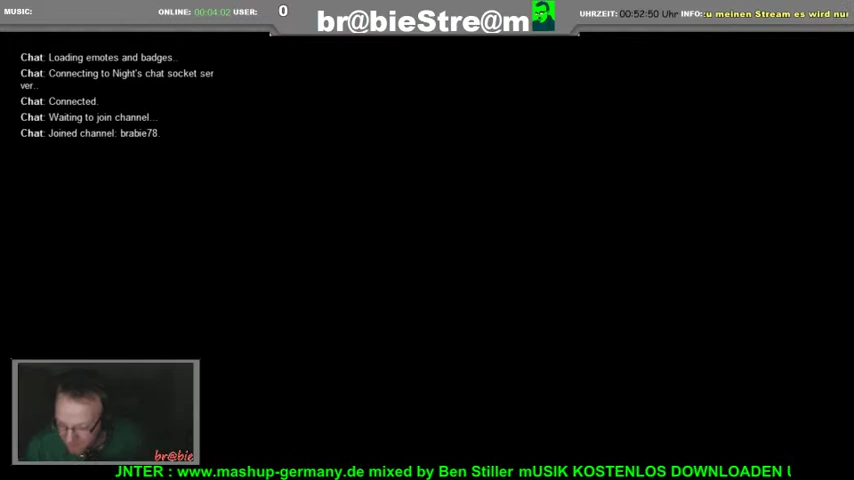 MUSIC: ONLINE: 00:04:02 USER: 0 br@bieStre@m UHRZEIT: 00:52:50 Uhr INFO: :u meinen Stream es wird nur
Chat: Loading emotes and badges..
Chat: Connecting to Night's chat socket ser
ver..
Chat: Connected.
Chat: Waiting to join channel...
Chat: Joined channel: brabie78.
br@bie
JNTER : www.mashup-germany.de mixed by Ben Stiller mUSIK KOSTENLOS DOWNLOADEN U